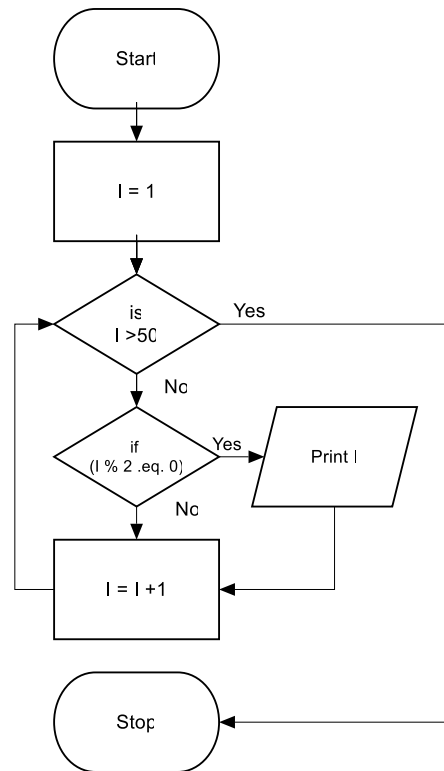 Start
I = 1
is
I >50
Yes
No
if
(I % 2 .eq. 0)
Yes
Print I
No
I = I +1
Stop